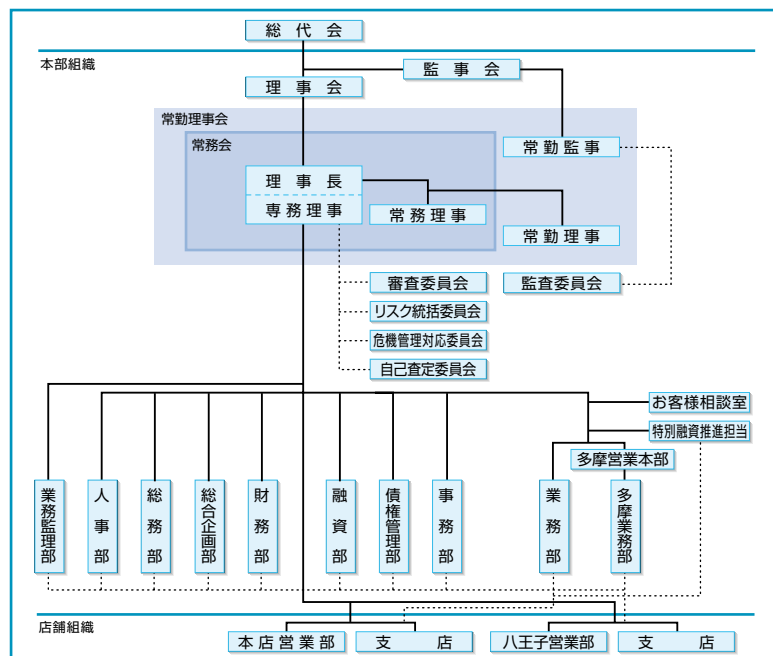 総代会
本部組織
監事会
理事会
常勤理事会
常務会
常勤監事
理事長
専務理事
常務理事
常勤理事
審査委員会
監査委員会
リスク統括委員会
危機管理対応委員会
自己査定委員会
お客様相談室
特別融資推進担当
多摩営業本部
業務監理部
人事部
総務部
総合企画部
財務部
融資部
債権管理部
事務部
業務部
多摩業務部
店舗組織
本店営業部
支店
八王子営業部
支店